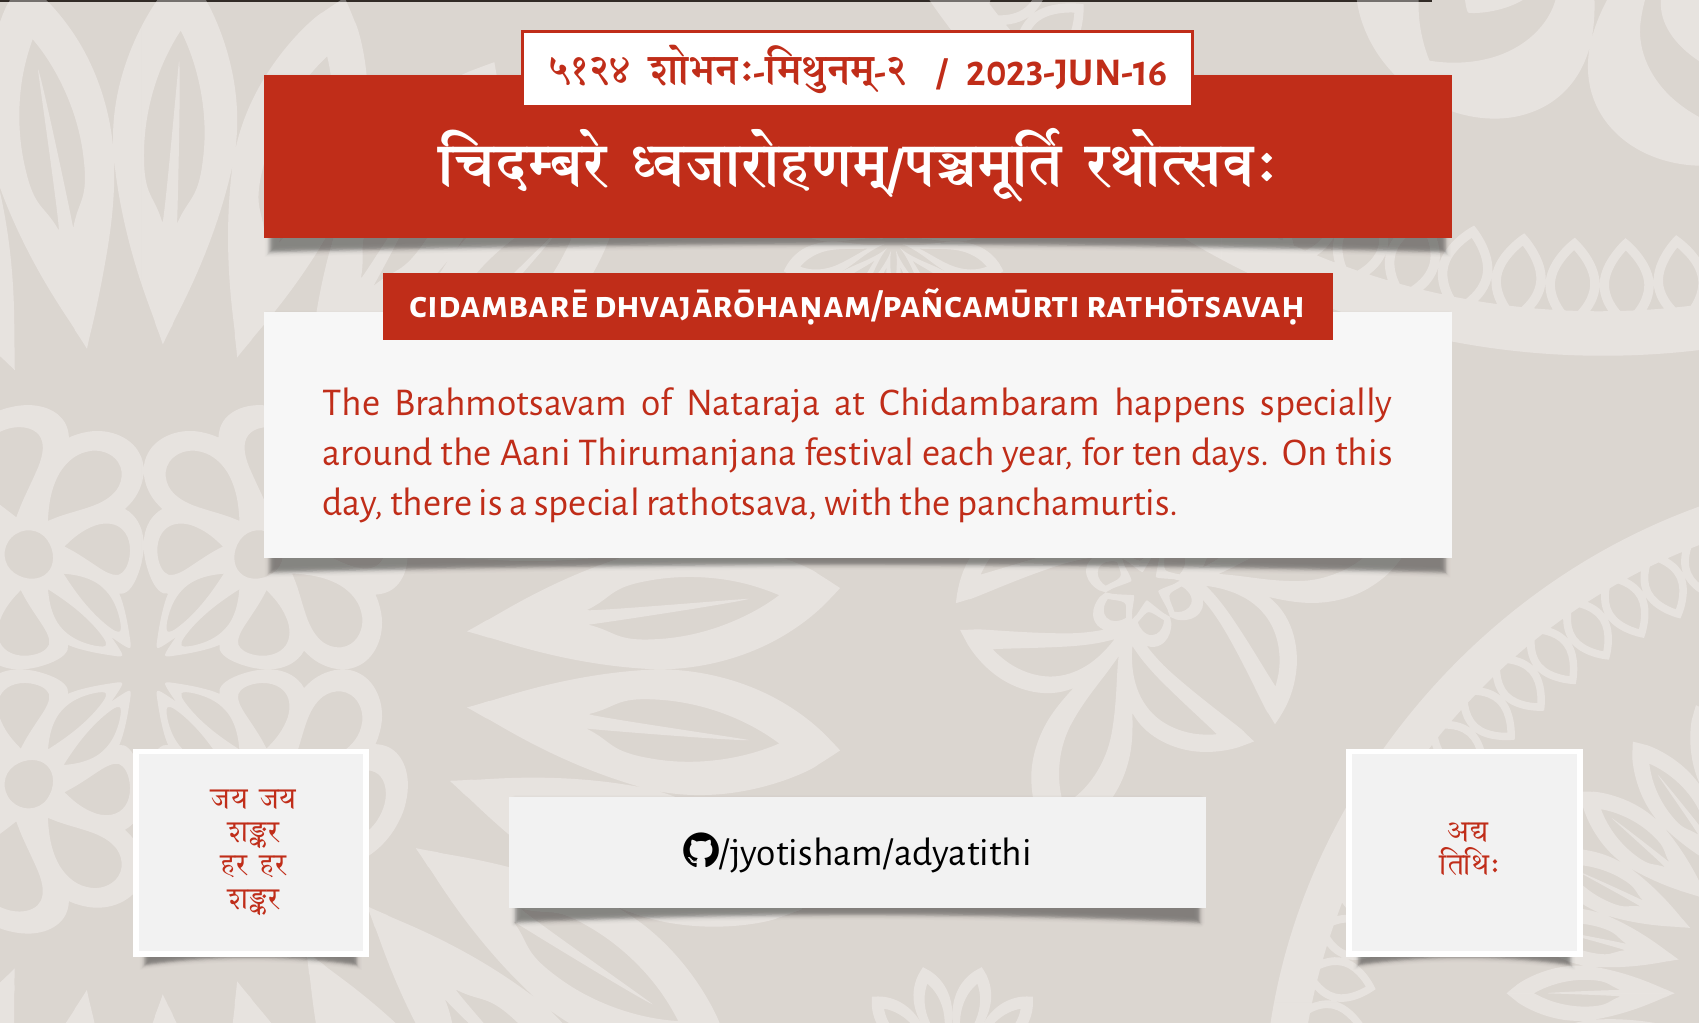 ५१२४ शोभनः-मिथुनम्-२ / 2023-JUN-16
चिदम्बरे ध्वजारोहणम्/पञ्चमूर्ति रथोत्सवः
CIDAMBARĒ DHVAJĀRŌHAṆAM/PAÑCAMŪRTI RATHŌTSAVAḤ
The Brahmotsavam of Nataraja at Chidambaram happens specially
around the Aani Thirumanjana festival each year, for ten days. On this
day, there is a special rathotsava, with the panchamurtis.
जय जय
शङ्कर
हर हर
शङ्कर
/jyotisham/adyatithi
अद्य
तिथिः